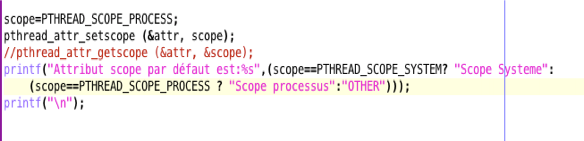 scope=PTHREAD_SCOPE_PROCESS;
pthread_attr_setscope (&attr, scope);
//pthread_attr_getscope (&attr, &scope);
printf("Attribut scope par défaut est:%s",(scope==PTHREAD_SCOPE_SYSTEM? "Scope Systeme":
(scope==PTHREAD_SCOPE_PROCESS ? "Scope processus":"OTHER")));
printf("\n");